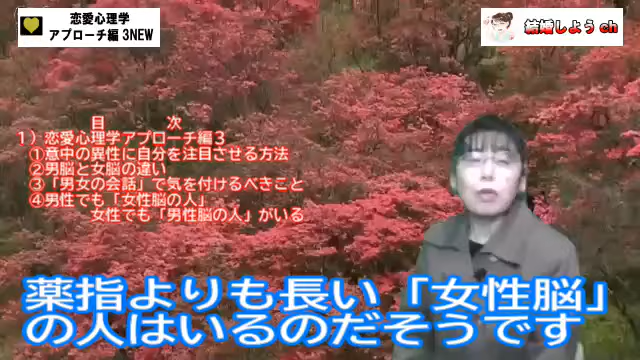 恋愛心理学
アプローチ編 3NEW
結婚しよう ch
目 次
1）恋愛心理学アプローチ編３
①意中の異性に自分を注目させる方法
②男脳と女脳の違い
③「男女の会話」で気を付けるべきこと
④男性でも「女性脳の人」
女性でも「男性脳の人」がいる
薬指よりも長い「女性脳」
の人はいるのだそうです